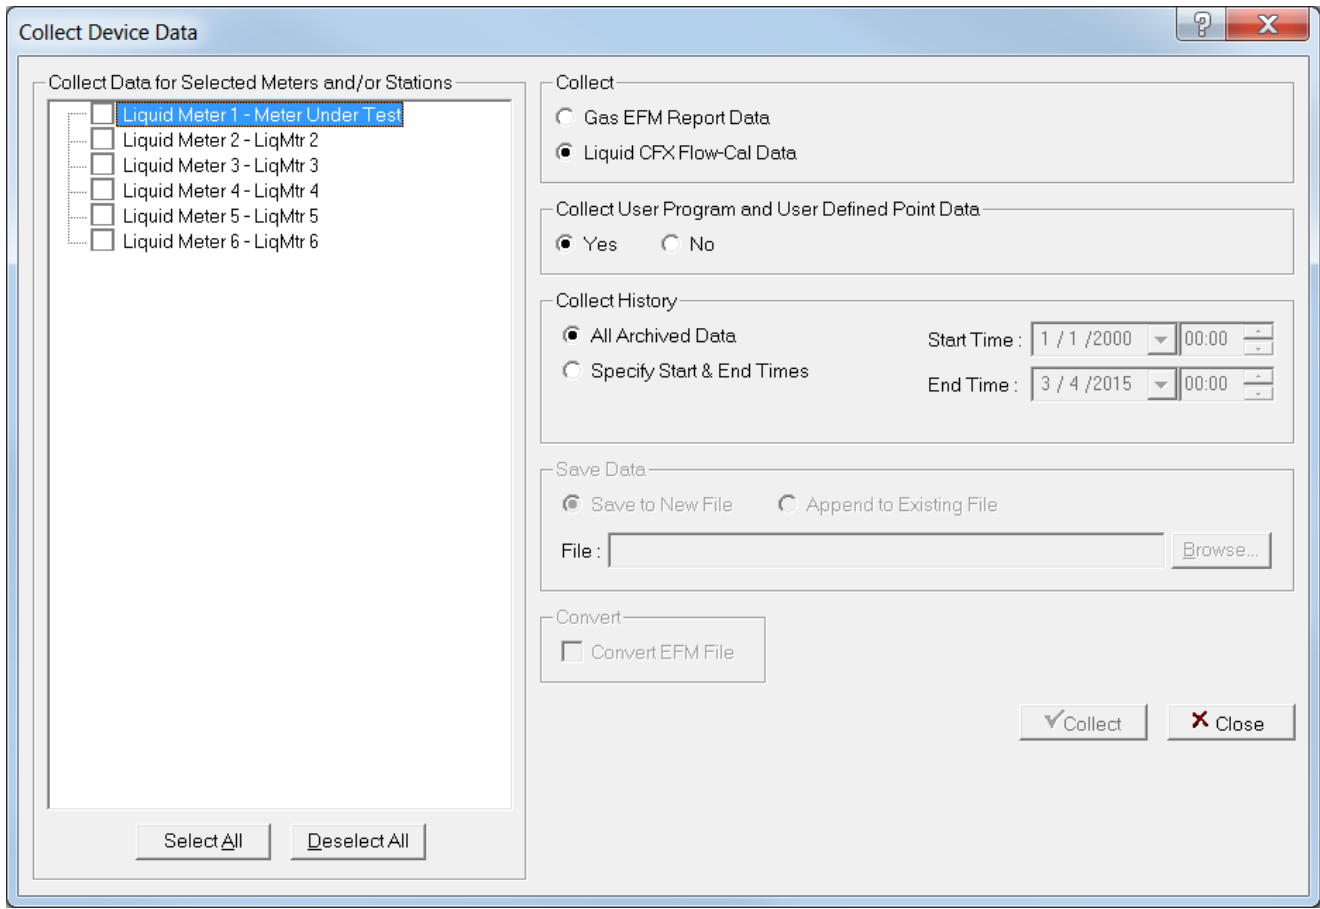 Collect Device Data
Collect Data for Selected Meters and/or Stations
Liquid Meter 1 - Meter Under Test
Liquid Meter 2 - LiqMtr 2
Liquid Meter 3 - LiqMtr 3
Liquid Meter 4 - LiqMtr 4
Liquid Meter 5 - LiqMtr 5
Liquid Meter 6 - LiqMtr 6
Select All Deselect All
Collect
Gas EFM Report Data
Liquid CFX Flow-Cal Data
Collect User Program and User Defined Point Data
Yes No
Collect History
All Archived Data
Specify Start & End Times
Start Time : 1 / 1 /2000 00:00
End Time : 3 / 4 /2015 00:00
Save Data
Save to New File Append to Existing File
File : Browse...
Convert
Convert EFM File
Collect Close